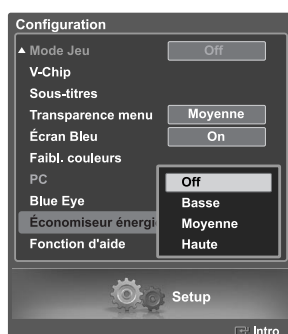 Configuration
Mode Jeu Off
V-Chip
Sous-titres
Transparence menu Moyenne
Écran Bleu On
Faibl. couleurs
PC Off
Blue Eye Basse
Économiseur énergi Moyenne
Fonction d'aide Haute
Setup
Intro